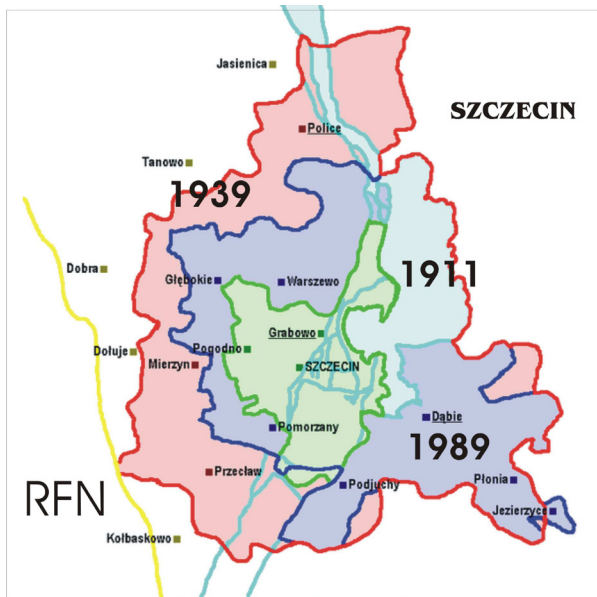 Jasienica
SZCZECIN
Police
Tanowo
1939
Dobra
Głębokie
Warszewo
1911
Grabowo
Dołuje
Pogodno
Mierzyn
SZCZECIN
Dąbie
Pomorzany
1989
Przecław
Podjuchy
Płonia
RFN
Jezierzyce
Kołbaskowo